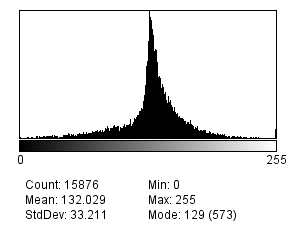 0 255
Count: 15876 Min: 0
Mean: 132.029 Max: 255
StdDev: 33.211 Mode: 129 (573)